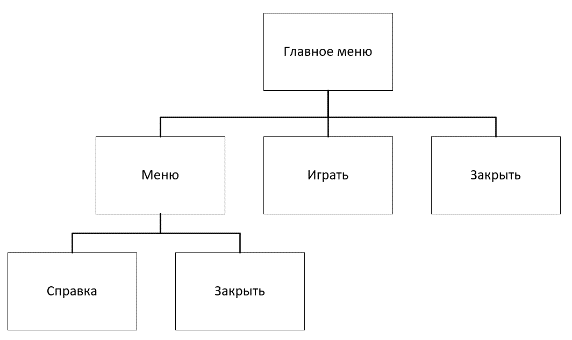 Главное меню
Меню
Играть
Закрыть
Справка
Закрыть